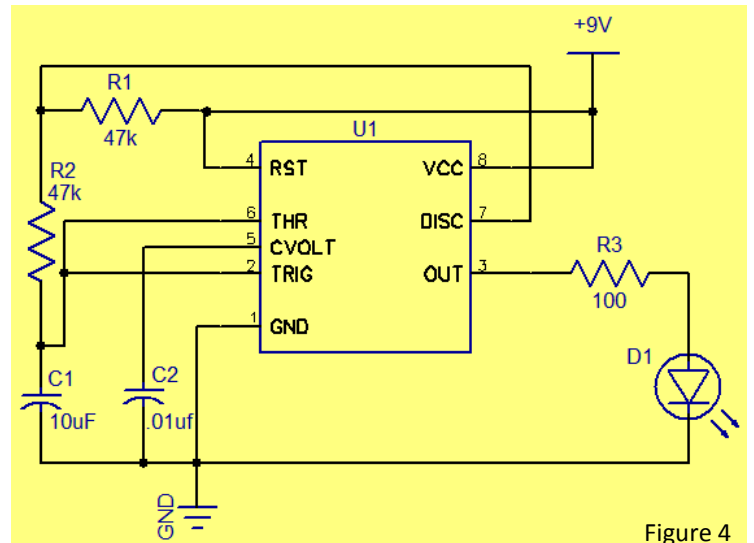 +9V
R1
47k
U1
R2
47k
4 RST
VCC 8
6 THR
DISC 7
5 CVOLT
2 TRIG
OUT 3
R3
100
1 GND
D1
C1
10uF
C2
.01uf
GND
Figure 4